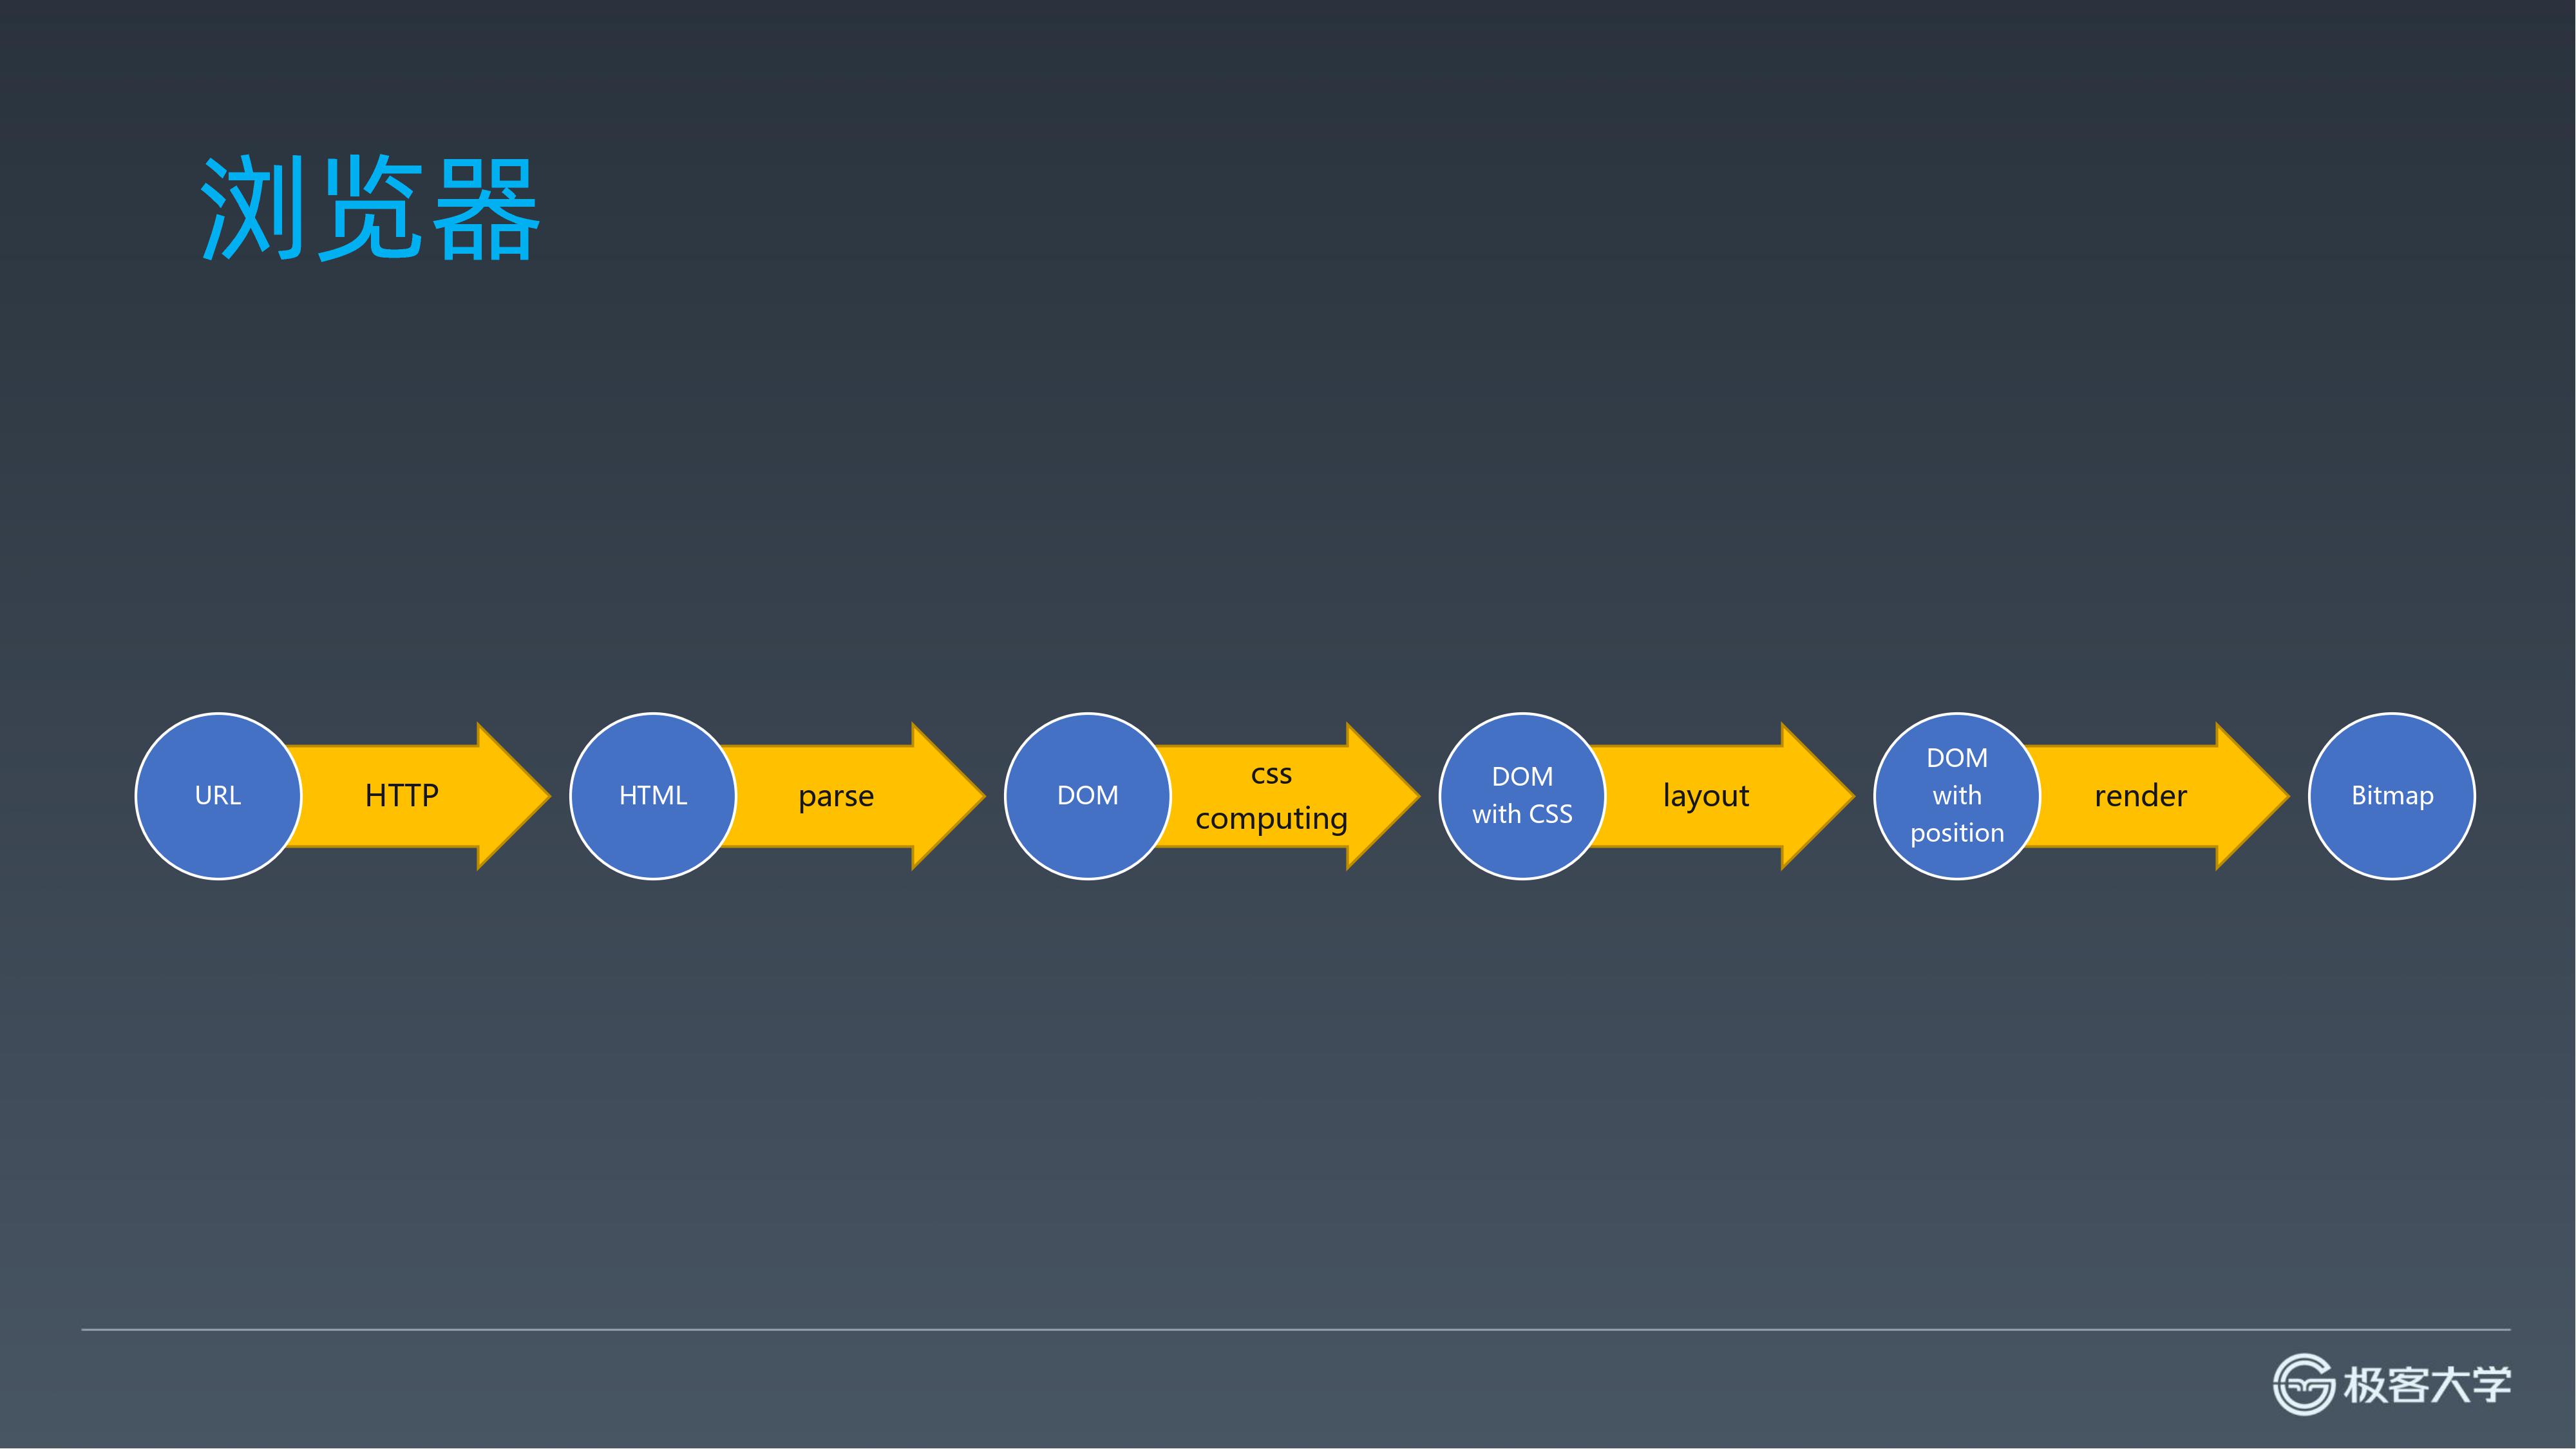 浏览器
URL
HTTP
HTML
parse
DOM
css
computing
DOM
with CSS
layout
DOM
with
position
render
Bitmap
极客大学